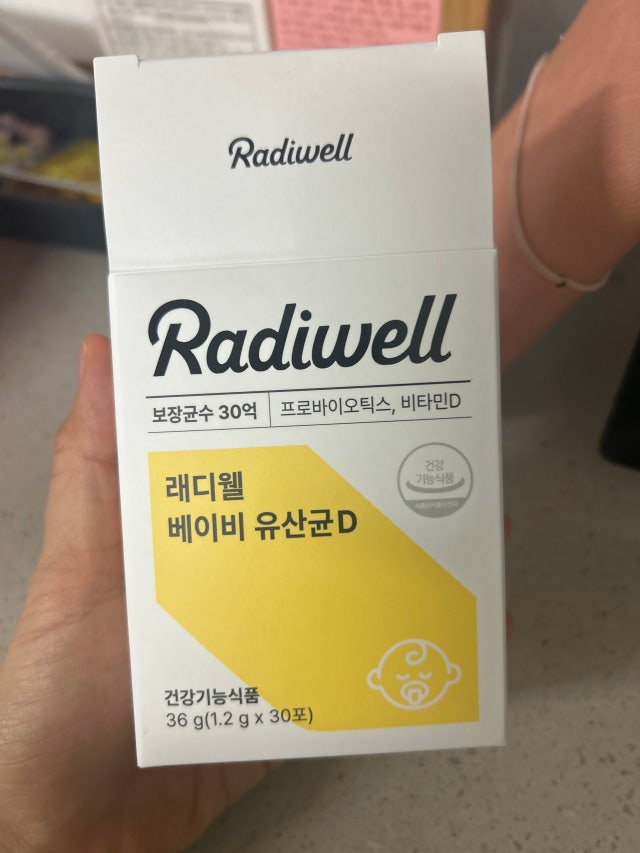 Radiwell
Radiwell
보장균수 30억
프로바이오틱스, 비타민D
건강
기능식품
래디웰
베이비 유산균D
건강기능식품
36 g(1.2 g x 30포)